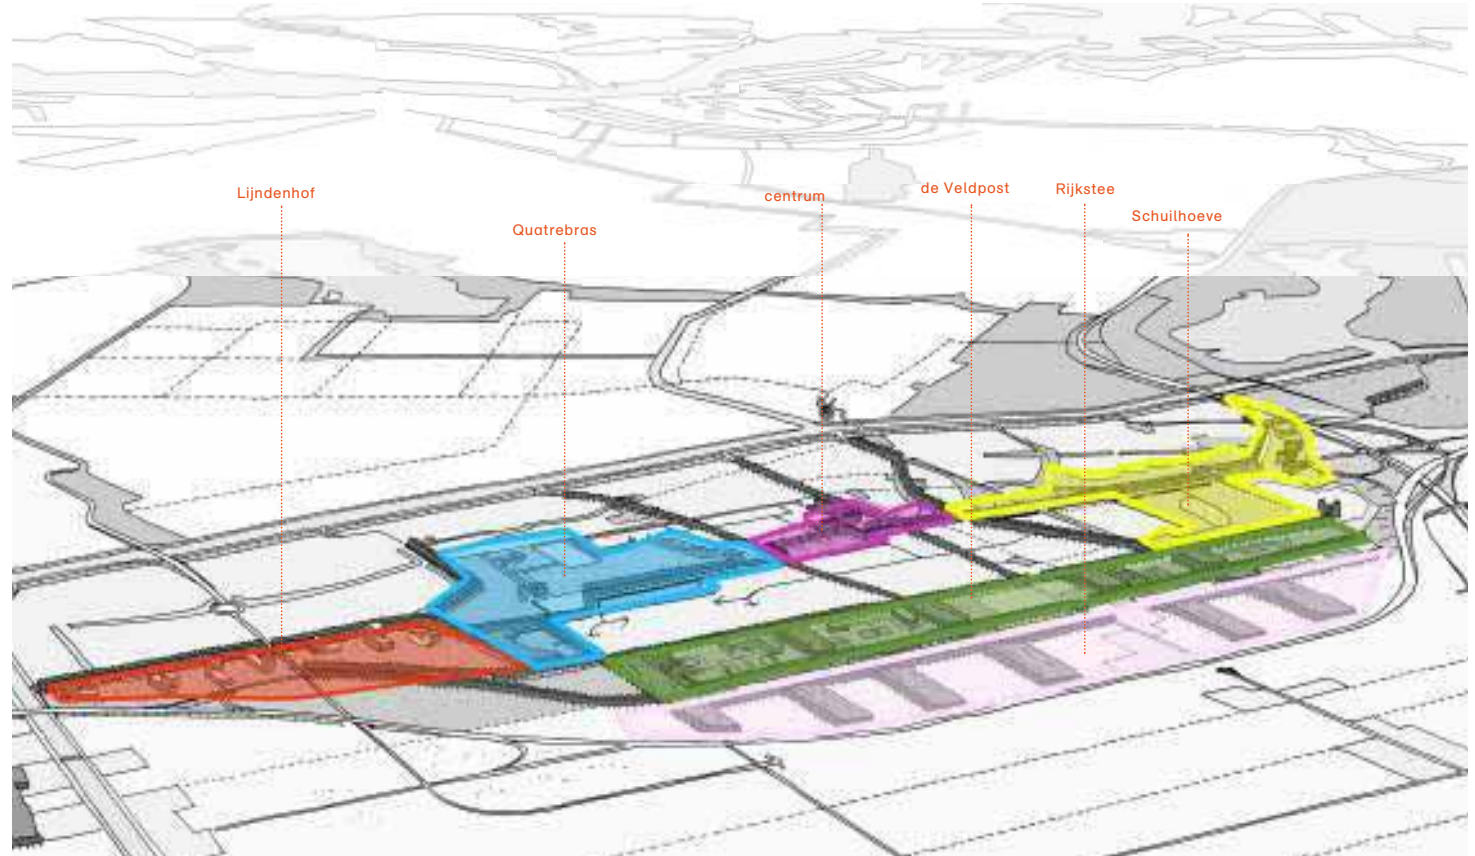 Lijndenhof
Quatrebras
centrum
de Veldpost
Rijkstee
Schuilhoeve